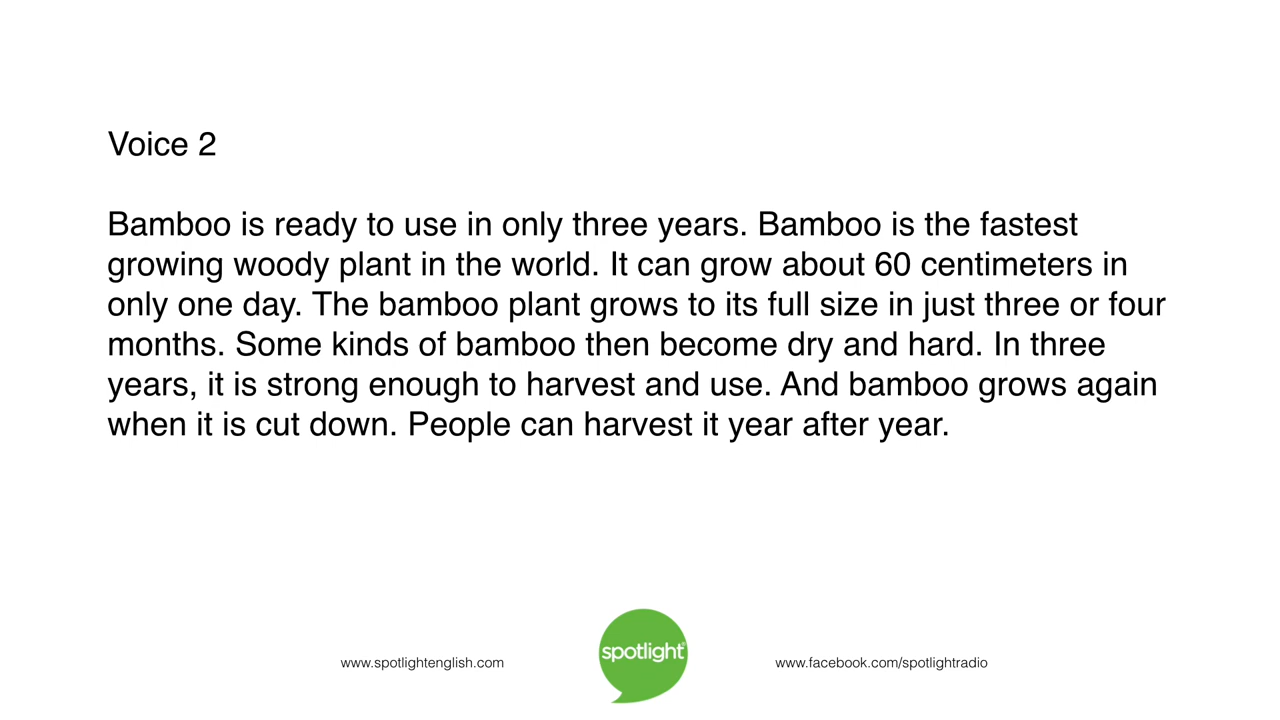 Voice 2
Bamboo is ready to use in only three years. Bamboo is the fastest
growing woody plant in the world. It can grow about 60 centimeters in
only one day. The bamboo plant grows to its full size in just three or four
months. Some kinds of bamboo then become dry and hard. In three
years, it is strong enough to harvest and use. And bamboo grows again
when it is cut down. People can harvest it year after year.
www.spotlightenglish.com
spotlight®
www.facebook.com/spotlightradio